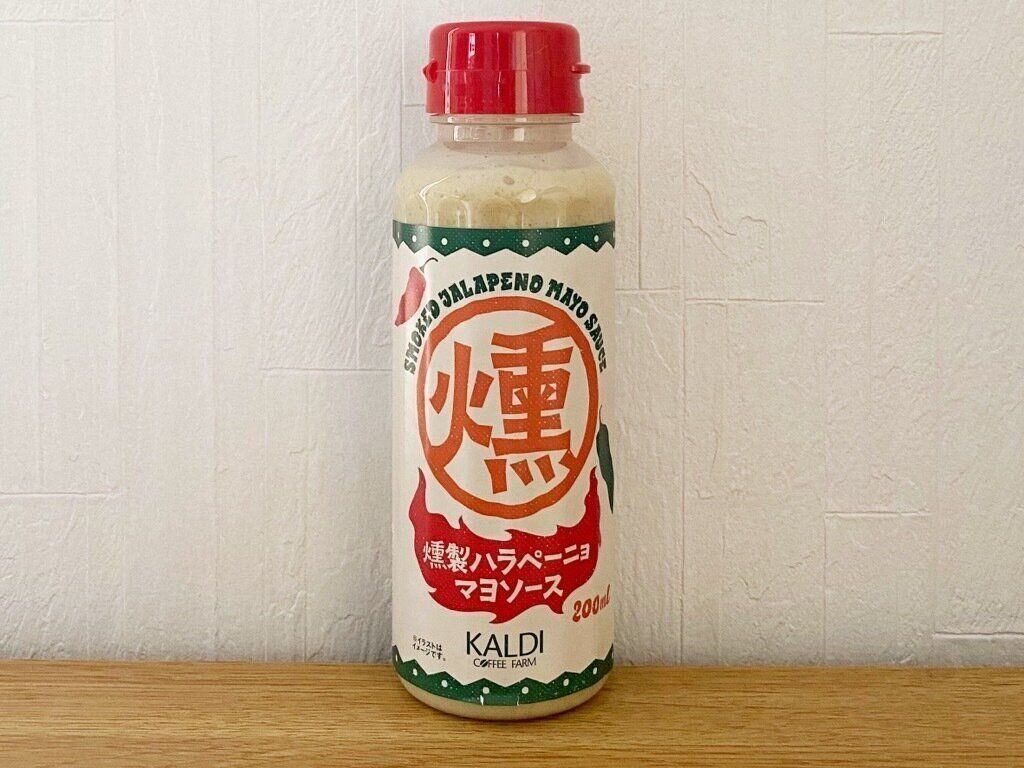 SMOKED JALAPENO MAYO SAUCE
燻
燻製ハラペーニョ
マヨソース
200ml
※イラストは
イメージです。
KALDI
COFFEE FARM